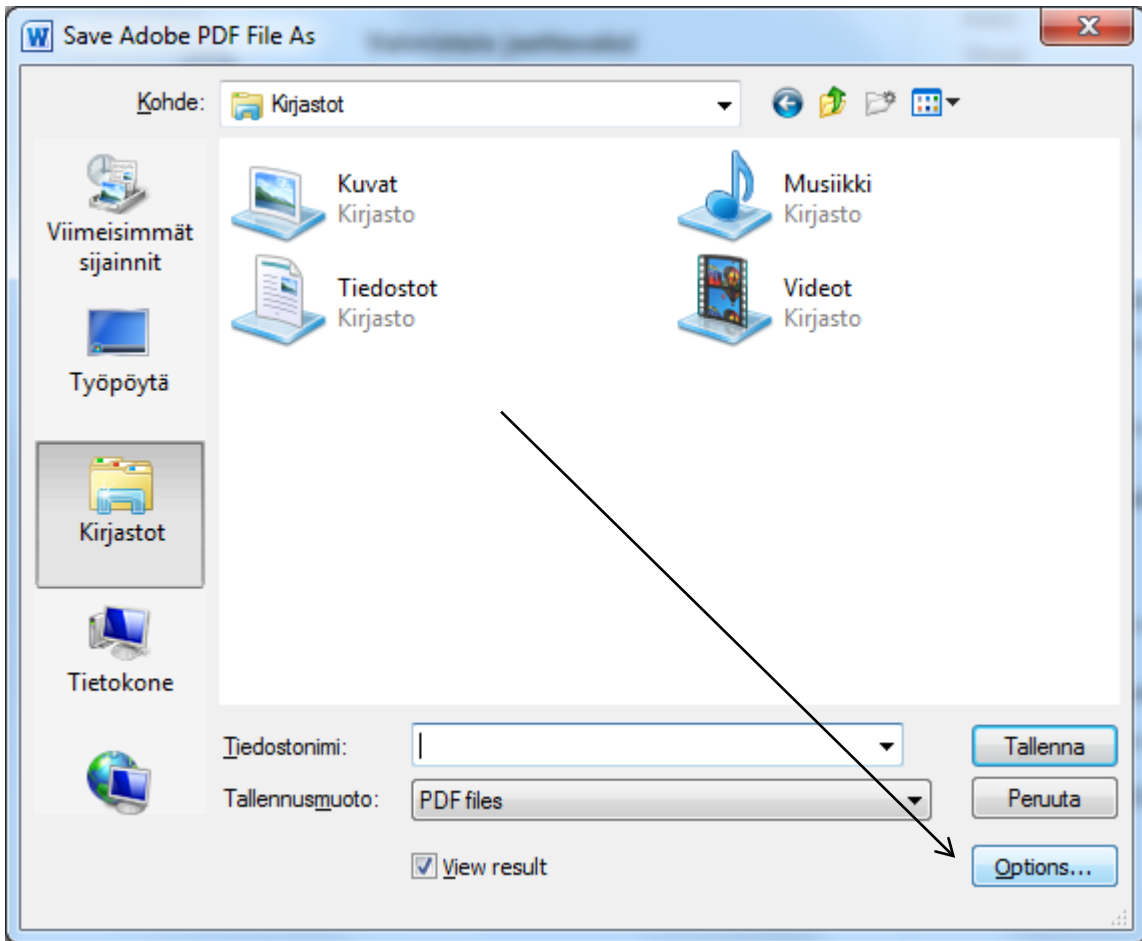 Save Adobe PDF File As
Kohde:
Kirjastot
Viimeisimmät
sijainnit
Työpöytä
Kirjastot
Tietokone
Kuvat
Kirjasto
Musiikki
Kirjasto
Tiedostot
Kirjasto
Videot
Kirjasto
Tiedostonimi:
Tallenna
Tallennusmuoto:
PDF files
Peruuta
View result
Options...